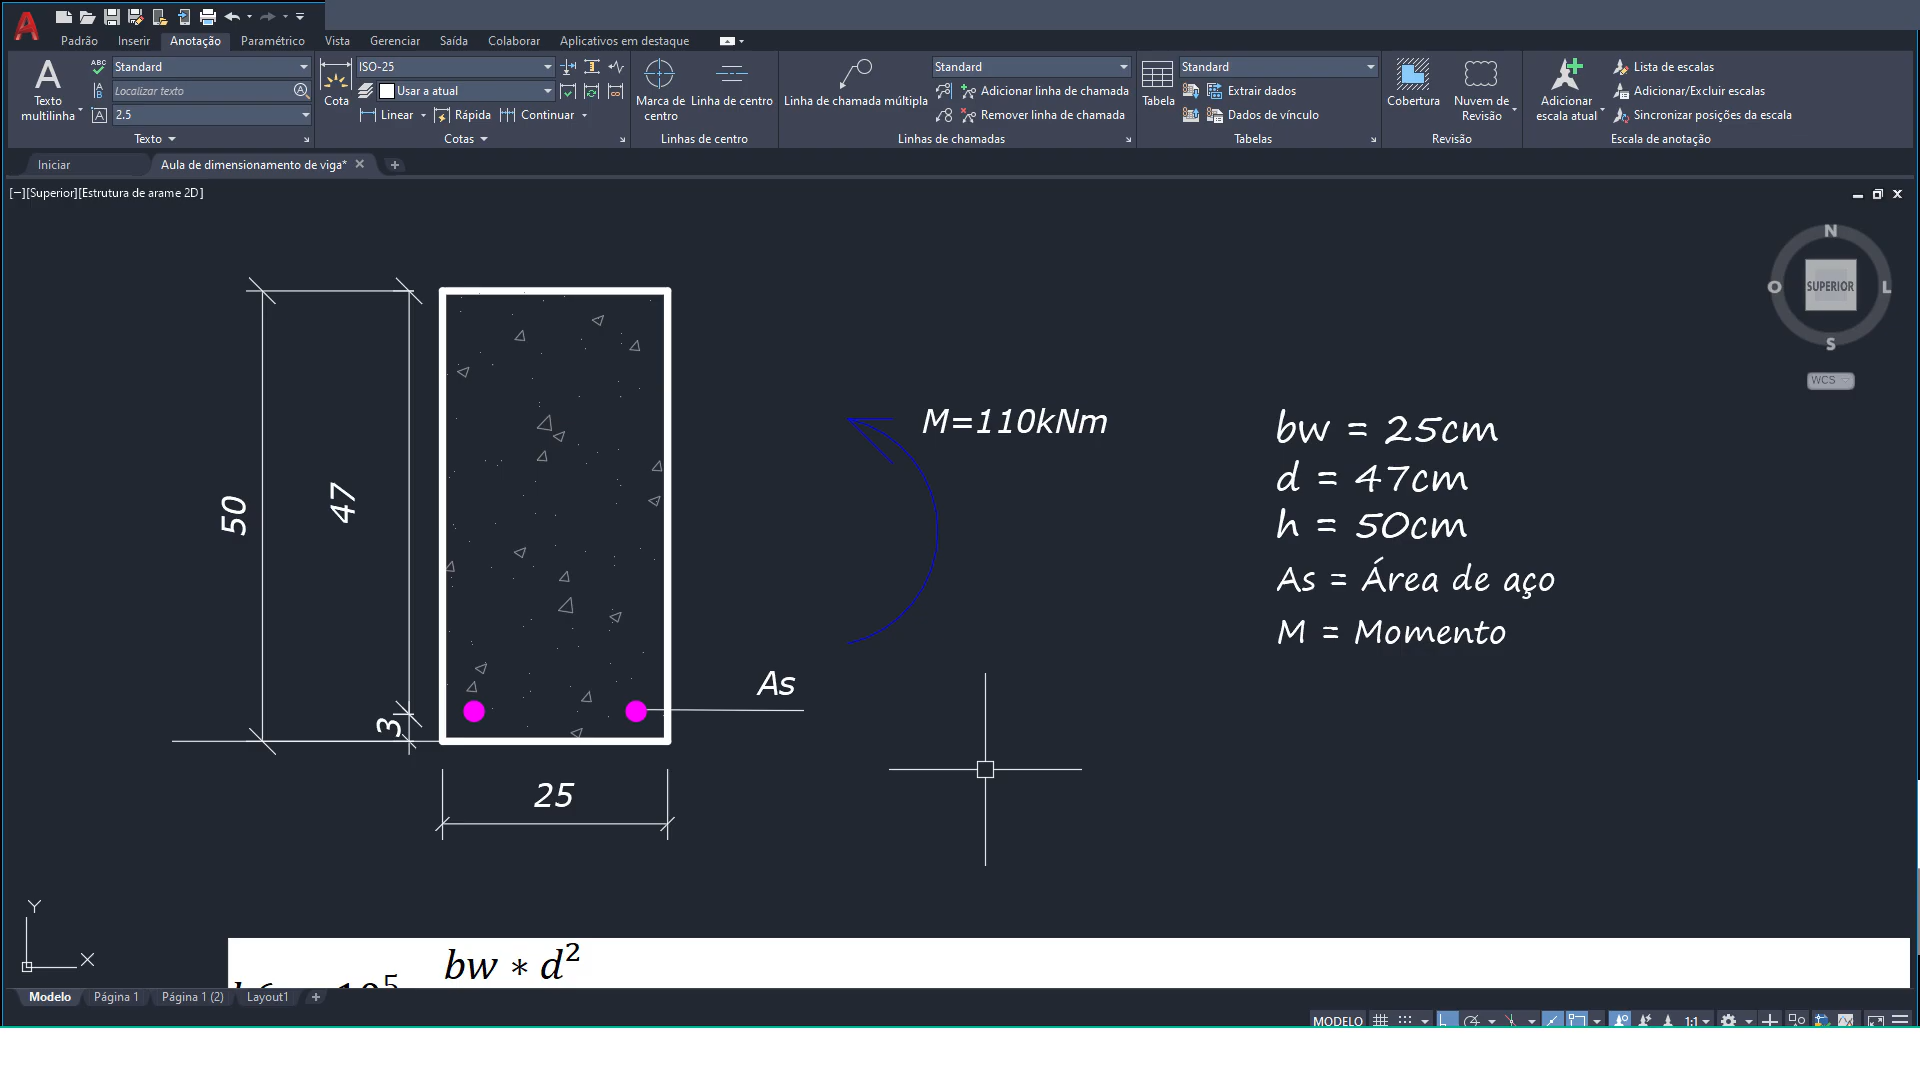 Padrão Inserir Anotação Paramétrico Vista Gerenciar Saída Colaborar Aplicativos em destaque
A
Texto
multilinha
ABC
Standard
Localizar texto
2.5
Texto
Cota
ISO-25
Usar a atual
Linear Rápida Continuar
Cotas
Marca de
centro
Linha de centro
Linhas de centro
Linha de chamada múltipla
Standard
Adicionar linha de chamada
Remover linha de chamada
Linhas de chamadas
Tabela
Standard
Extrair dados
Dados de vínculo
Tabelas
Cobertura
Nuvem de
Revisão
Revisão
Adicionar
escala atual
Lista de escalas
Adicionar/Excluir escalas
Sincronizar posições da escala
Escala de anotação
Iniciar
Aula de dimensionamento de viga*
[−][Superior][Estrutura de arame 2D]
N
O SUPERIOR L
S
WCS
50
47
3
25
As
M=110kNm
bw = 25cm
d = 47cm
h = 50cm
As = Área de aço
M = Momento
Y
X
bw ∗ d²
Modelo Página 1 Página 1 (2) Layout1 +
MODELO 1:1